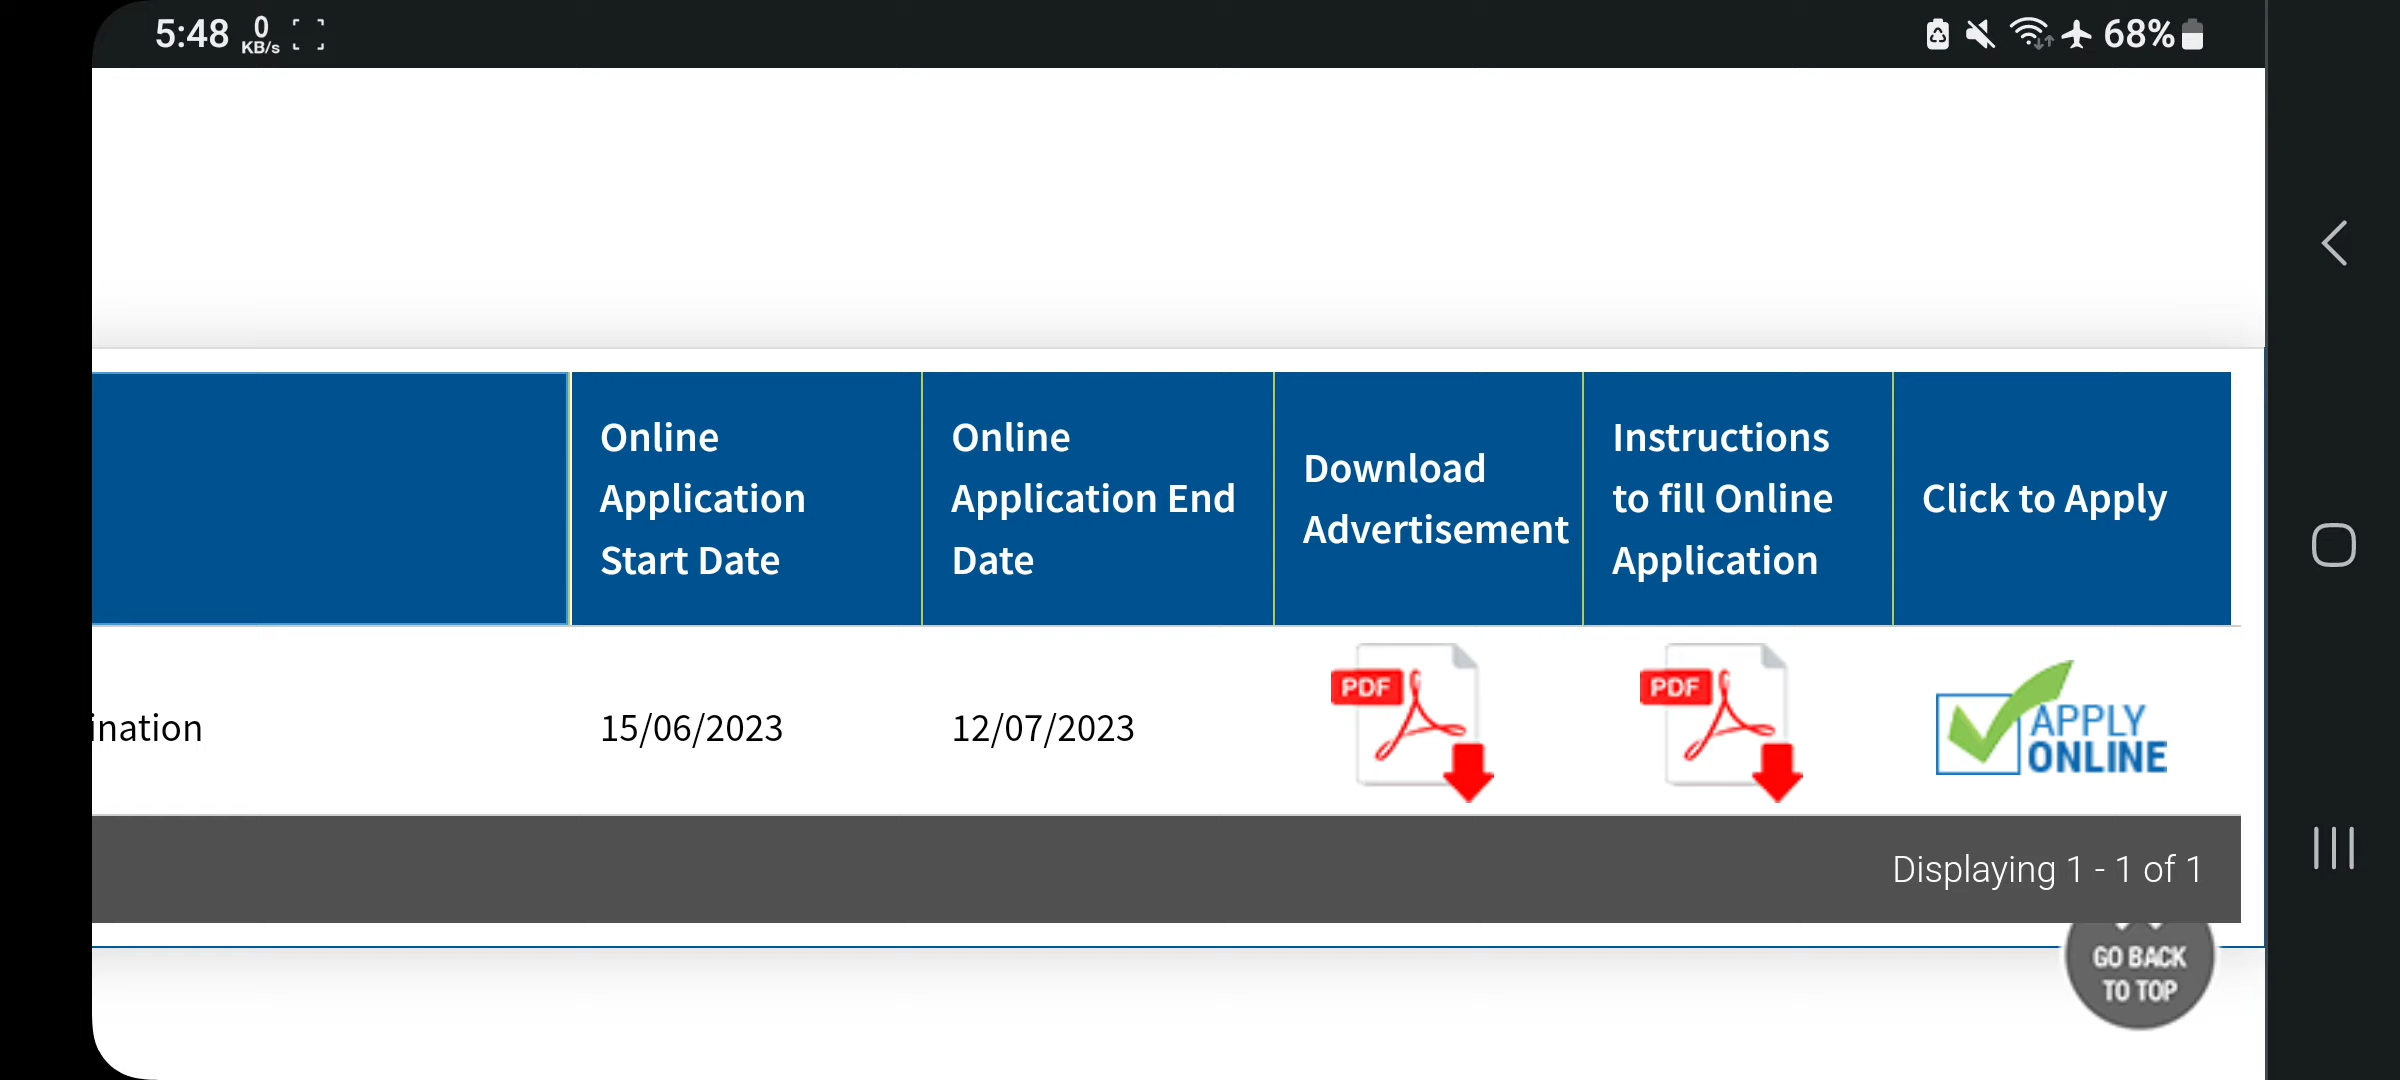 5:48 0 KB/s 68%
Online Application Start Date
Online Application End Date
Download Advertisement
Instructions to fill Online Application
Click to Apply
ination 15/06/2023 12/07/2023 PDF PDF APPLY ONLINE
Displaying 1 - 1 of 1
GO BACK
TO TOP